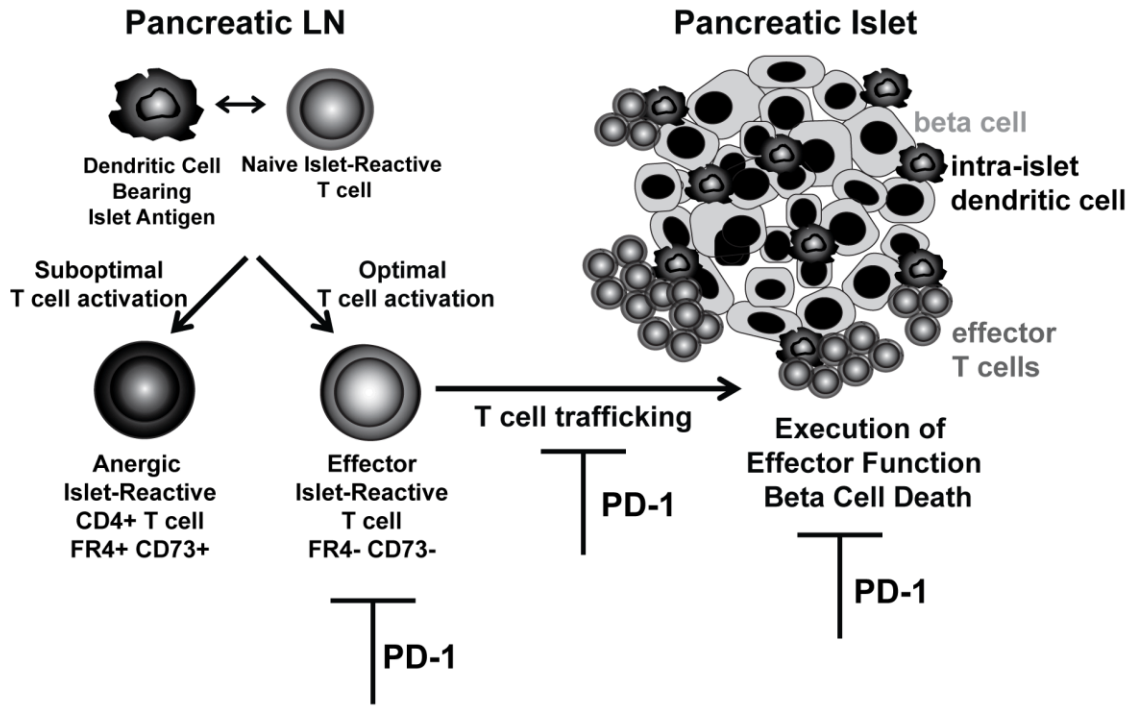 Pancreatic LN
Dendritic Cell
Bearing
Islet Antigen
Naive Islet-Reactive
T cell
Suboptimal
T cell activation
Optimal
T cell activation
Anergic
Islet-Reactive
CD4+ T cell
FR4+ CD73+
Effector
Islet-Reactive
T cell
FR4- CD73-
PD-1
T cell trafficking
PD-1
Pancreatic Islet
beta cell
intra-islet
dendritic cell
effector
T cells
Execution of
Effector Function
Beta Cell Death
PD-1